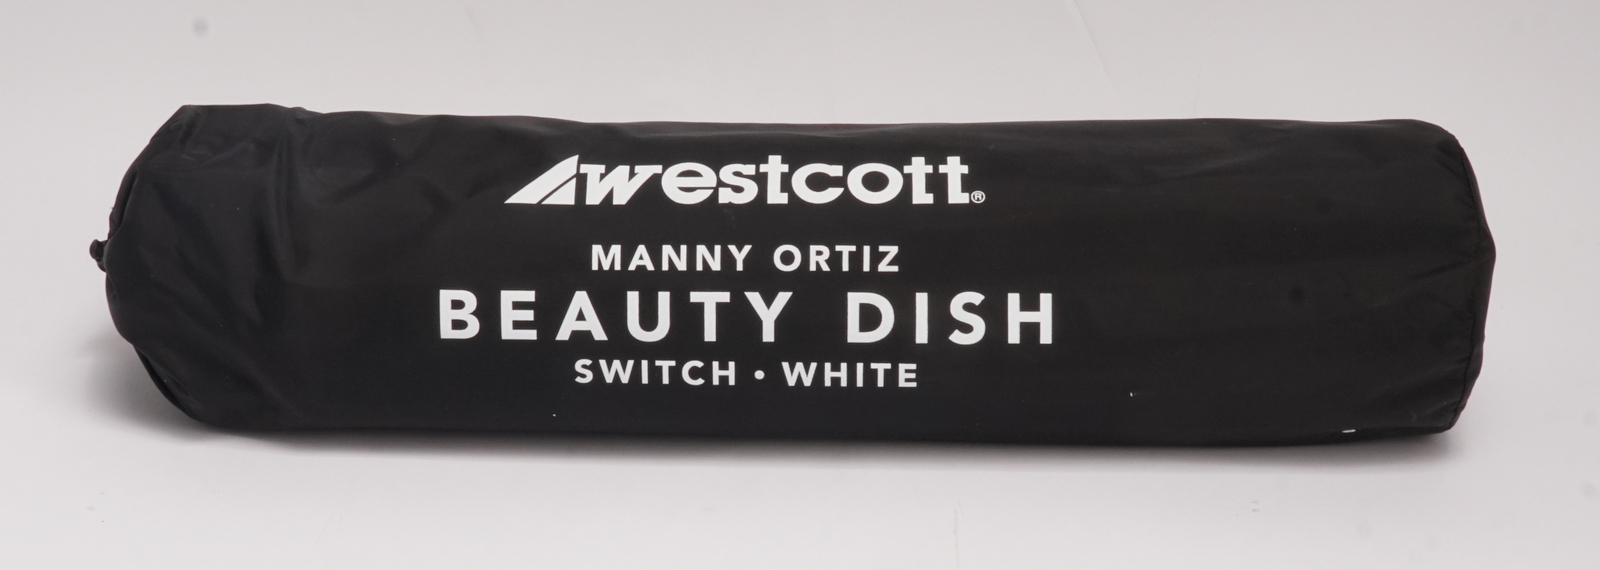 westcott®
MANNY ORTIZ
BEAUTY DISH
SWITCH • WHITE